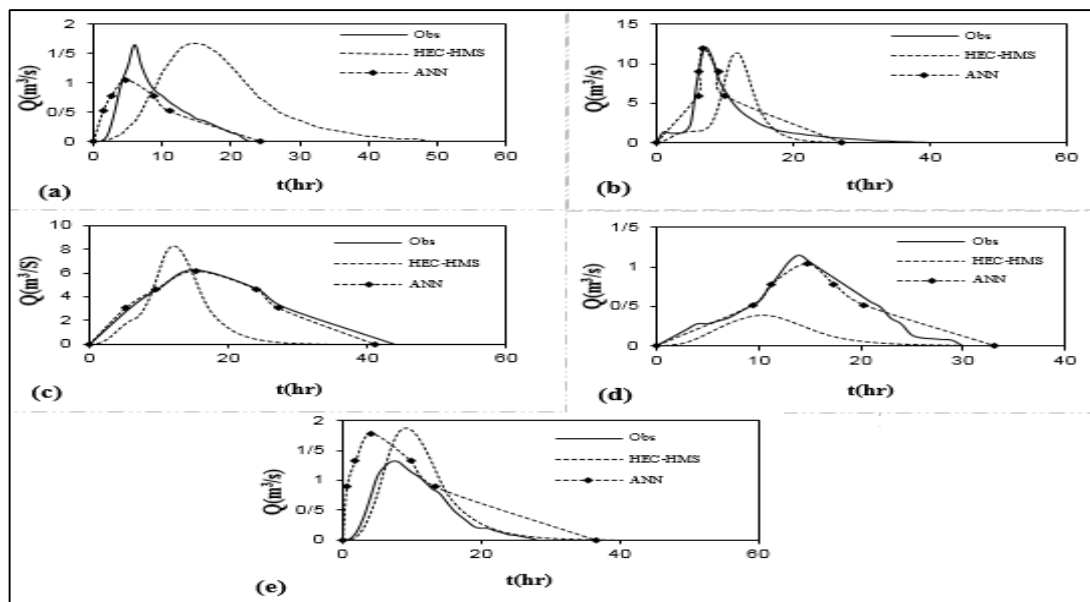 2
1/5
1
0/5
0
Q(m³/s)
Obs
HEC-HMS
ANN
0 10 20 30 40 50 60
t(hr)
(a)
15
10
5
0
Q(m³/s)
Obs
HEC-HMS
ANN
0 20 40 60
t(hr)
(b)
10
8
6
4
2
0
Q(m³/S)
Obs
HEC-HMS
ANN
0 20 40 60
t(hr)
(c)
1/5
1
0/5
0
Q(m³/s)
Obs
HEC-HMS
ANN
0 10 20 30 40
t(hr)
(d)
2
1/5
1
0/5
0
Q(m³/s)
Obs
HEC-HMS
ANN
0 20 40 60
t(hr)
(e)